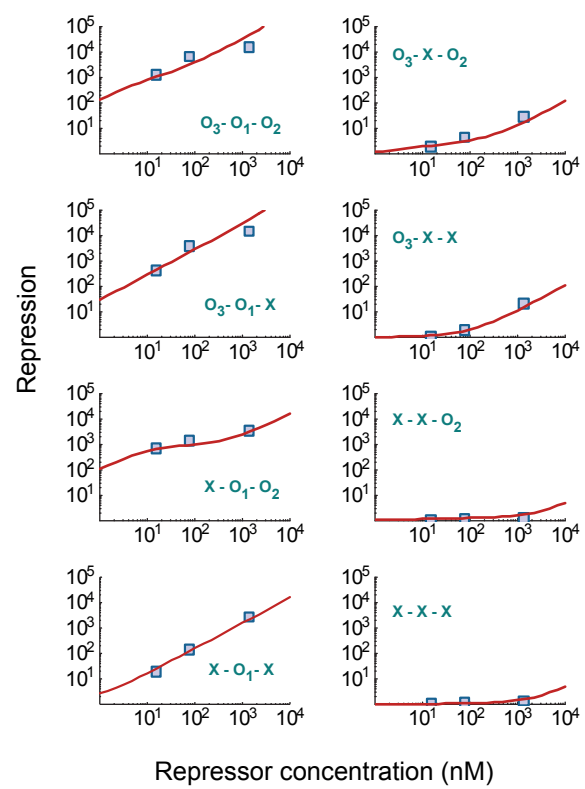 Repression
10⁵
10⁴
10³
10²
10¹
O₃- O₁ - O₂
10¹ 10² 10³ 10⁴
10⁵
10⁴
10³
10²
10¹
O₃ - X - O₂
10¹ 10² 10³ 10⁴
10⁵
10⁴
10³
10²
10¹
O₃ - O₁ - X
10¹ 10² 10³ 10⁴
10⁵
10⁴
10³
10²
10¹
O₃- X - X
10¹ 10² 10³ 10⁴
10⁵
10⁴
10³
10²
10¹
X - O₁- O₂
10¹ 10² 10³ 10⁴
10⁵
10⁴
10³
10²
10¹
X - X - O₂
10¹ 10² 10³ 10⁴
10⁵
10⁴
10³
10²
10¹
X - O₁ - X
10¹ 10² 10³ 10⁴
10⁵
10⁴
10³
10²
10¹
X - X - X
10¹ 10² 10³ 10⁴
Repressor concentration (nM)